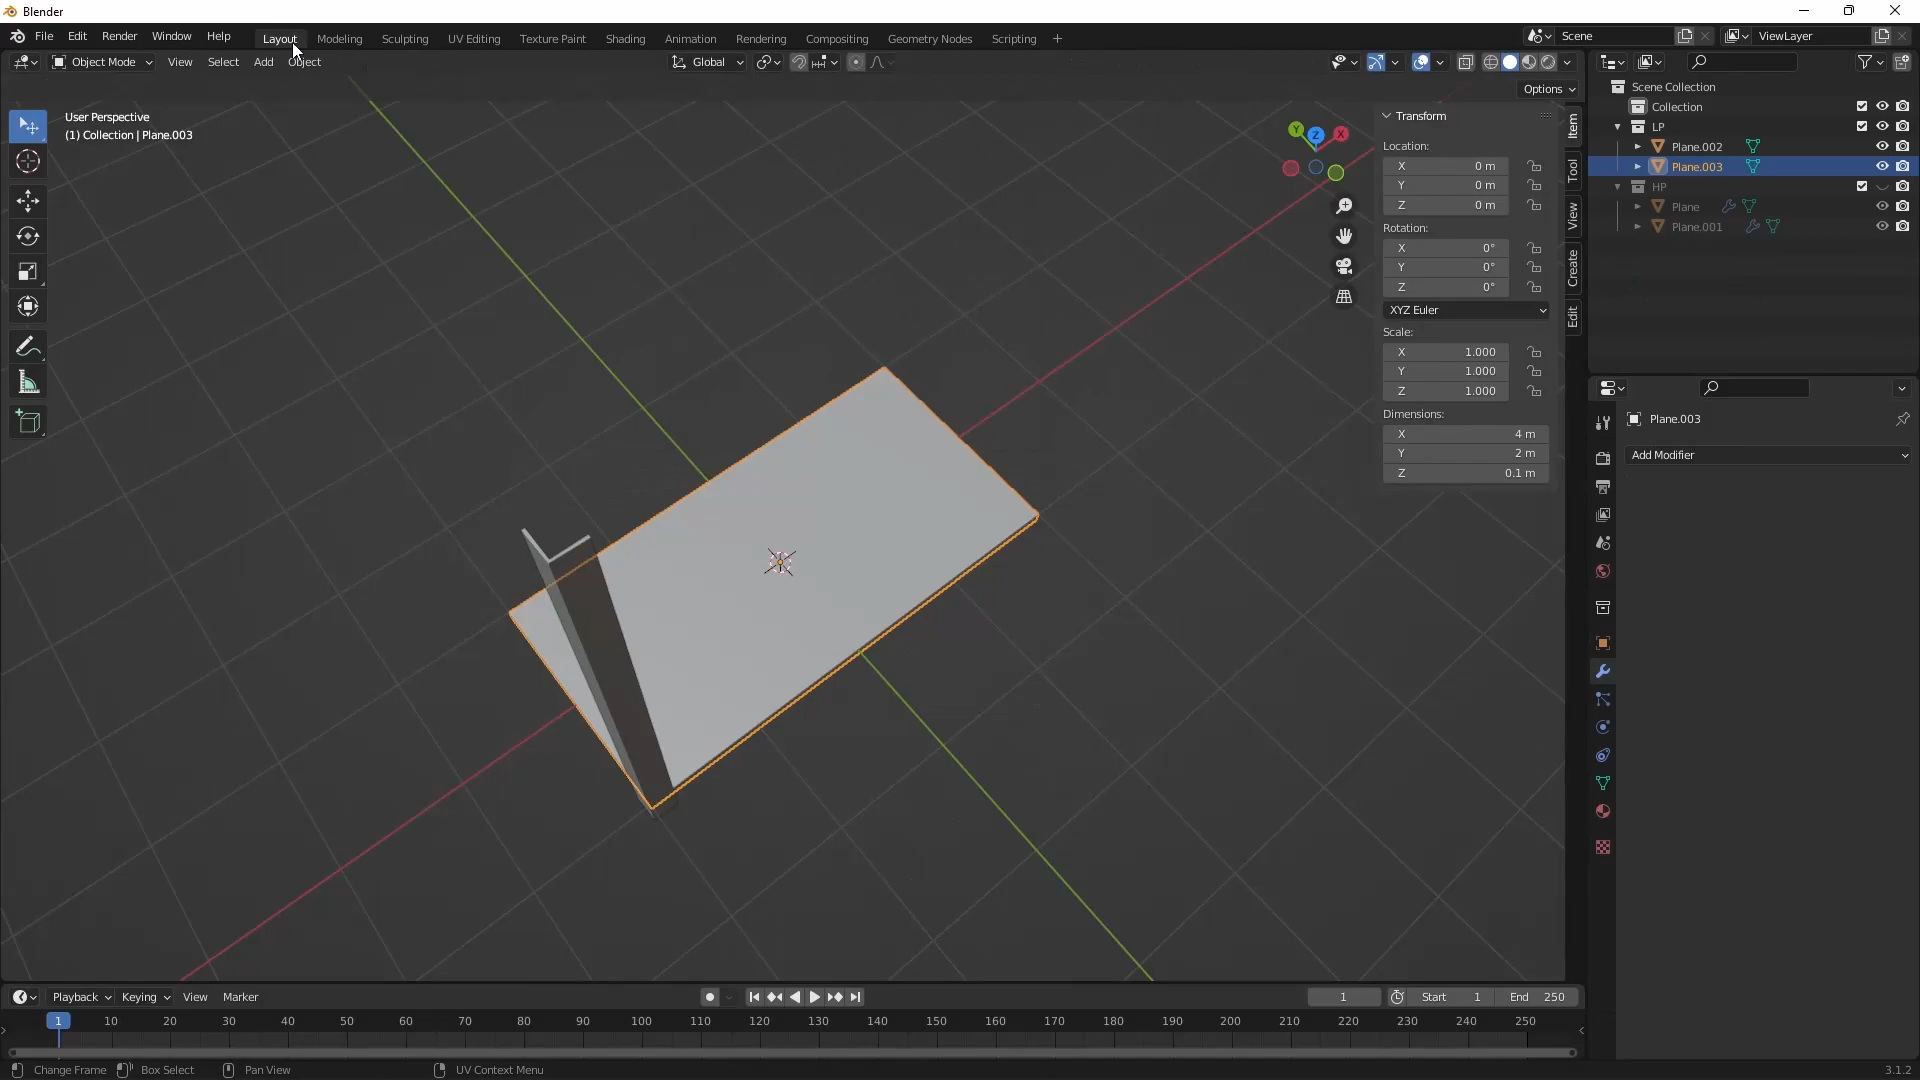 Blender
File Edit Render Window Help Layout Modeling Sculpting UV Editing Texture Paint Shading Animation Rendering Compositing Geometry Nodes Scripting + Scene ViewLayer
Object Mode View Select Add Object Global
Options
User Perspective
(1) Collection | Plane.003
Transform
Location:
X 0 m
Y 0 m
Z 0 m
Rotation:
X 0°
Y 0°
Z 0°
XYZ Euler
Scale:
X 1.000
Y 1.000
Z 1.000
Dimensions:
X 4 m
Y 2 m
Z 0.1 m
Item
Tool
View
Create
Edit
Y Z X
Scene Collection
Collection
LP
Plane.002
Plane.003
HP
Plane
Plane.001
Plane.003
Add Modifier
Playback Keying View Marker 1 Start 1 End 250
1 10 20 30 40 50 60 70 80 90 100 110 120 130 140 150 160 170 180 190 200 210 220 230 240 250
Change Frame Box Select Pan View UV Context Menu 3.1.2